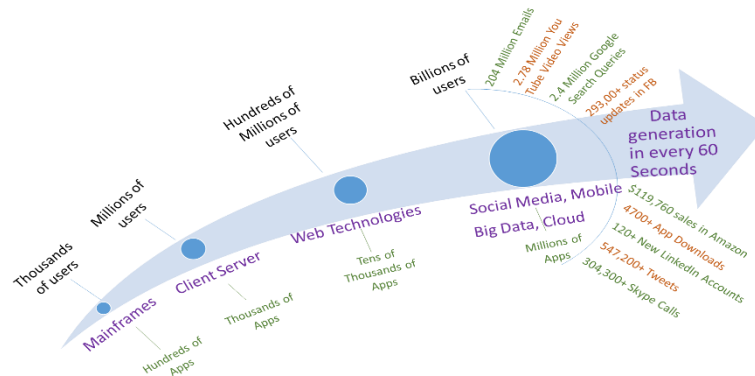 Thousands
of users
Mainframes
Hundreds of
Apps
Millions of
users
Client Server
Thousands of
Apps
Hundreds of
Millions of
users
Web Technologies
Tens of
Thousands of
Apps
Billions of
users
Social Media, Mobile
Big Data, Cloud
Millions of
Apps
204 Million Emails
2.78 Million You
Tube Video Views
2.4 Million Google
Search Queries
293,00+ status
updates in FB
Data
generation
in every 60
Seconds
$119,760 sales in Amazon
4700+ App Downloads
120+ New Linkedin Accounts
547,200+ Tweets
304,300+ Skype Calls